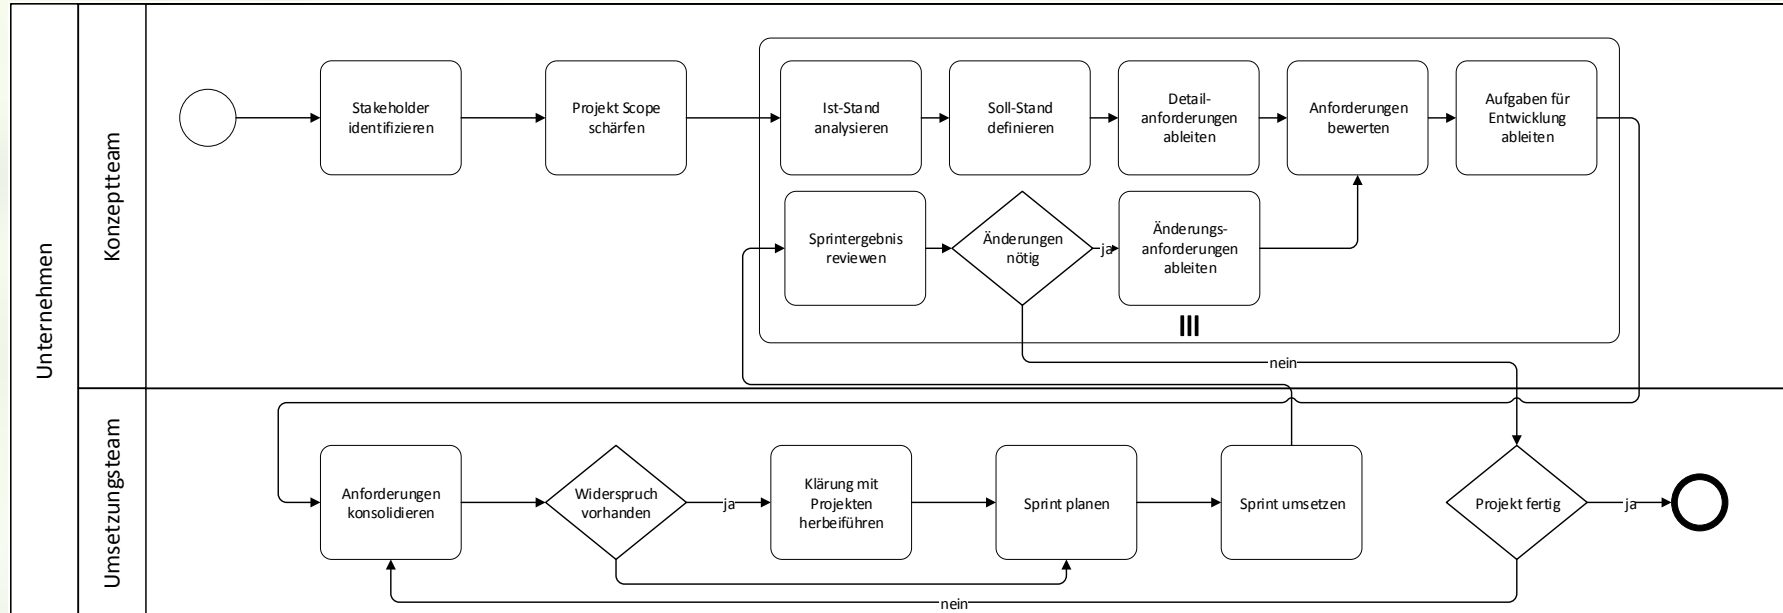 Unternehmen
Konzeptteam
Stakeholder
identifizieren
Projekt Scope
schärfen
Ist-Stand
analysieren
Soll-Stand
definieren
Detail-
anforderungen
ableiten
Anforderungen
bewerten
Aufgaben für
Entwicklung
ableiten
Sprintergebnis
reviewen
Änderungen
nötig
ja
Änderungs-
anforderungen
ableiten
nein
Umsetzungsteam
Anforderungen
konsolidieren
Widerspruch
vorhanden
ja
Klärung mit
Projekten
herbeiführen
Sprint planen
Sprint umsetzen
Projekt fertig
ja
nein